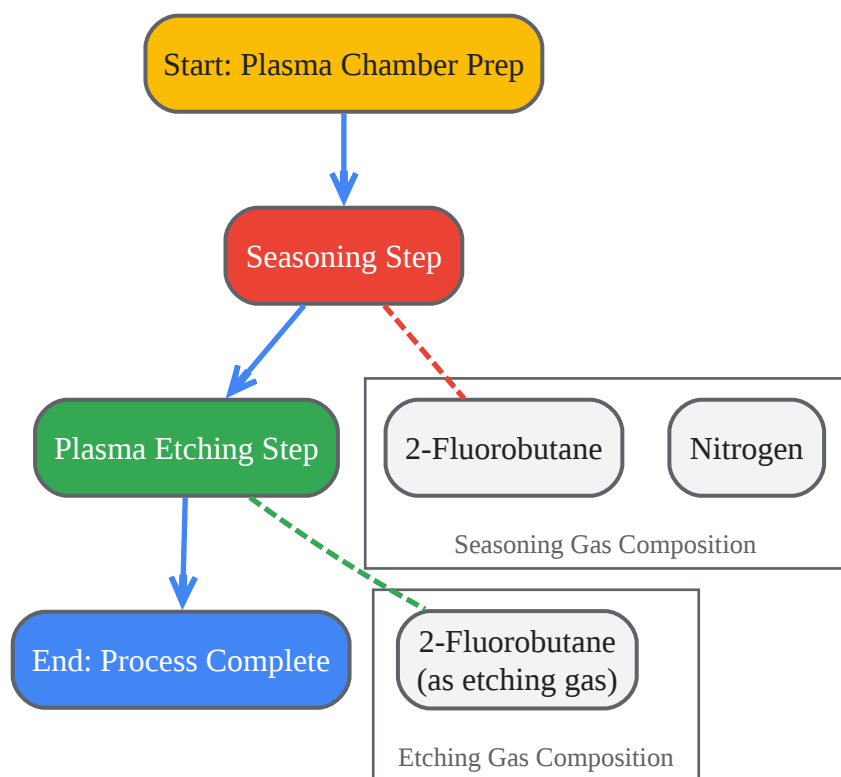 Start: Plasma Chamber Prep
Seasoning Step
Plasma Etching Step
2-Fluorobutane
Nitrogen
Seasoning Gas Composition
End: Process Complete
2-Fluorobutane
(as etching gas)
Etching Gas Composition